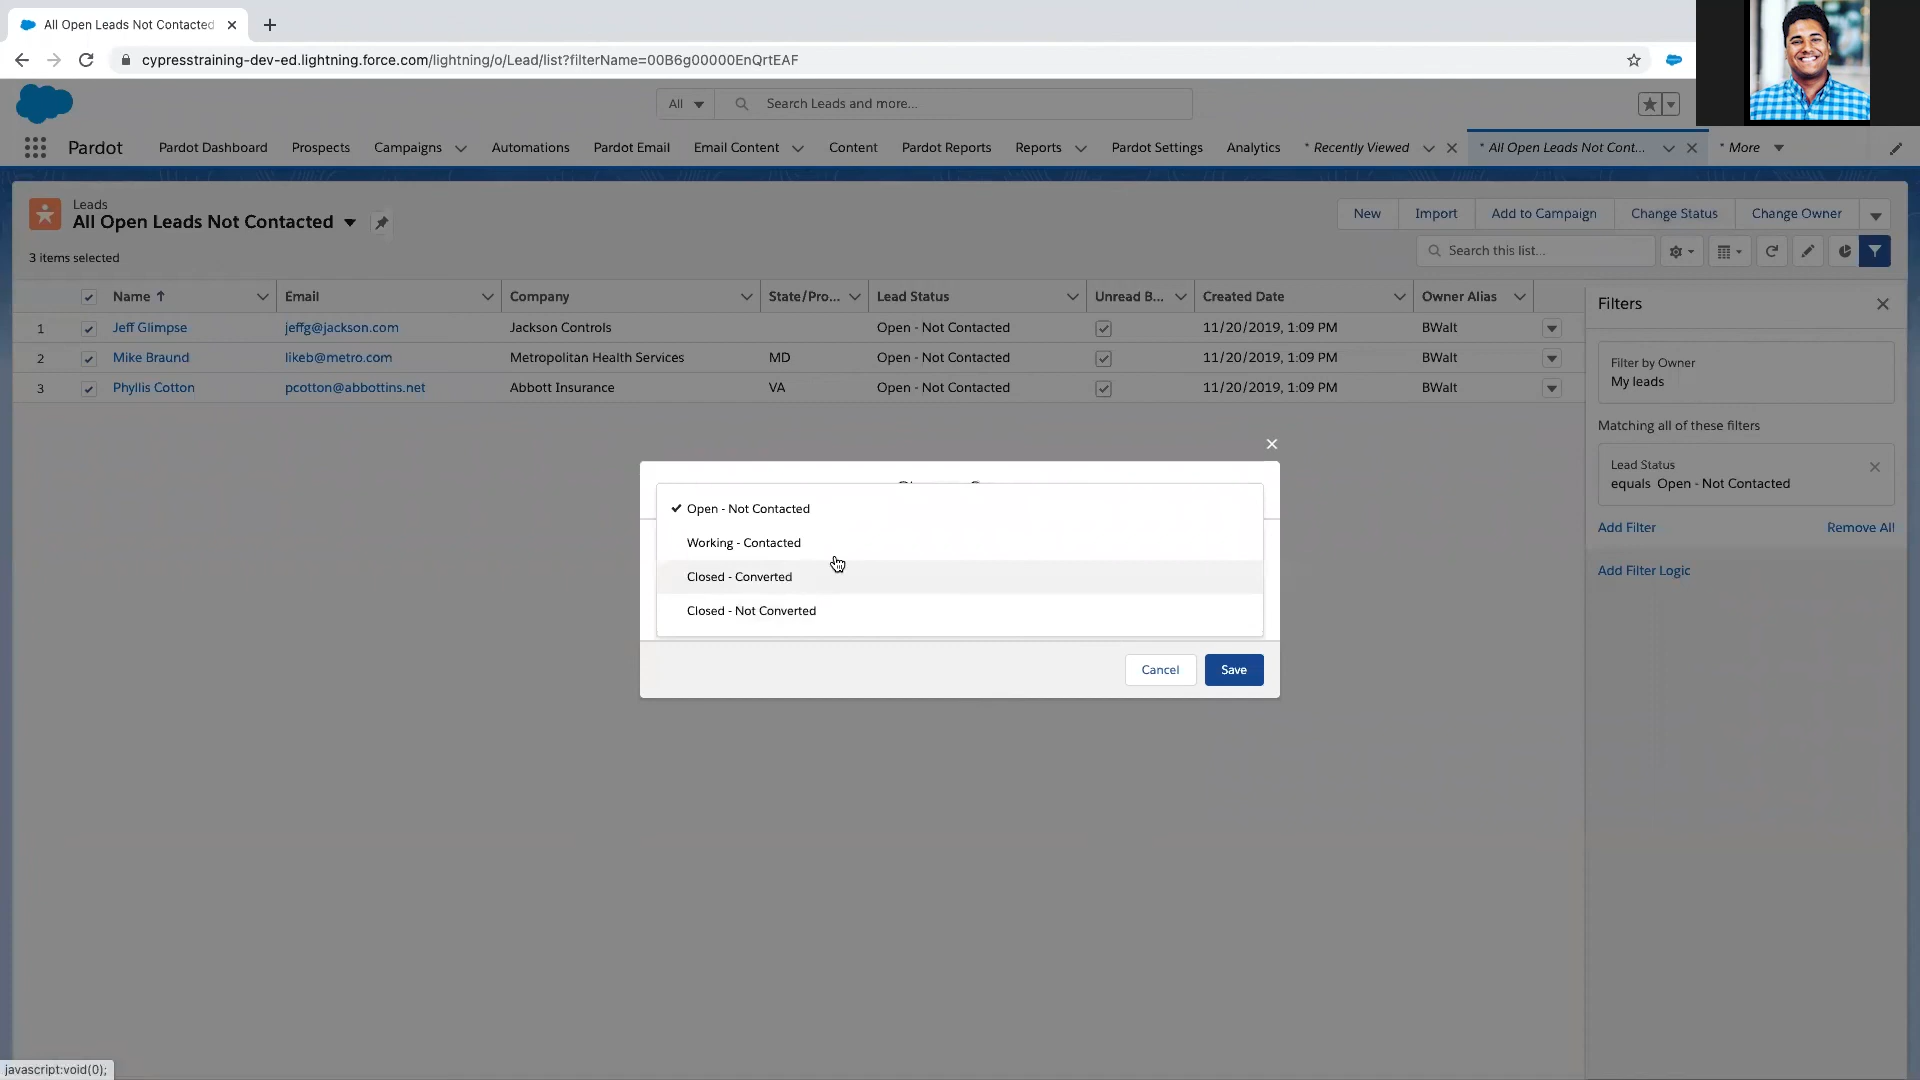 All Open Leads Not Contacted
cypresstraining-dev-ed.lightning.force.com/lightning/o/Lead/list?filterName=00B6g00000EnQrtEAF
All
Search Leads and more...
Pardot
Pardot Dashboard
Prospects
Campaigns
Automations
Pardot Email
Email Content
Content
Pardot Reports
Reports
Pardot Settings
Analytics
* Recently Viewed
* All Open Leads Not Cont...
* More
Leads
All Open Leads Not Contacted
3 items selected
New
Import
Add to Campaign
Change Status
Change Owner
Search this list...
Name
Email
Company
State/Pro...
Lead Status
Unread B...
Created Date
Owner Alias
1 Jeff Glimpse jeffg@jackson.com Jackson Controls Open - Not Contacted 11/20/2019, 1:09 PM BWalt
2 Mike Braund likeb@metro.com Metropolitan Health Services MD Open - Not Contacted 11/20/2019, 1:09 PM BWalt
3 Phyllis Cotton pcotton@abbottins.net Abbott Insurance VA Open - Not Contacted 11/20/2019, 1:09 PM BWalt
Filters
Filter by Owner
My leads
Matching all of these filters
Lead Status
equals Open - Not Contacted
Add Filter
Remove All
Add Filter Logic
Open - Not Contacted
Working - Contacted
Closed - Converted
Closed - Not Converted
Cancel
Save
javascript:void(0);